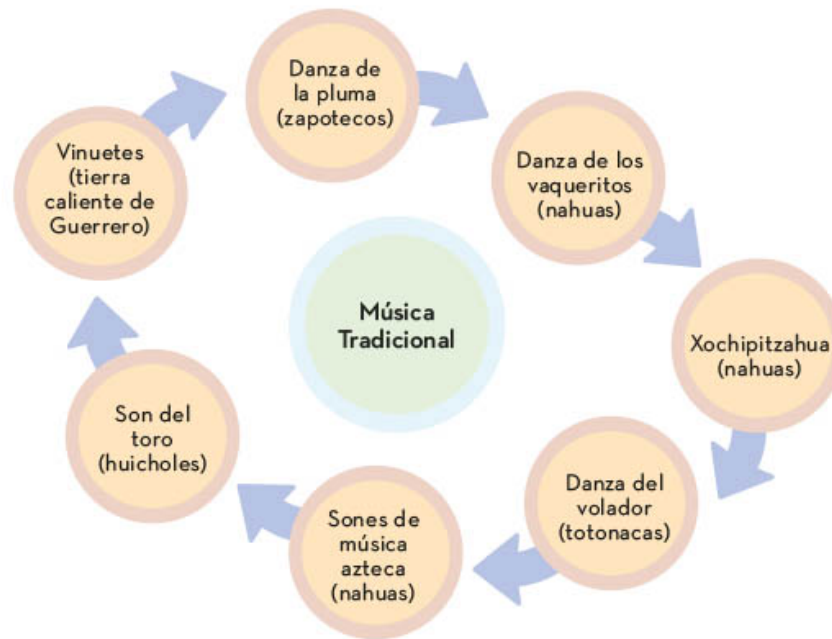 Danza de
la pluma
(zapotecos)
Danza de los
vaqueritos
(nahuas)
Xochipitzahua
(nahuas)
Danza del
volador
(totonacas)
Sones de
música
azteca
(nahuas)
Son del
toro
(huicholes)
Vinuetes
(tierra
caliente de
Guerrero)
Música
Tradicional